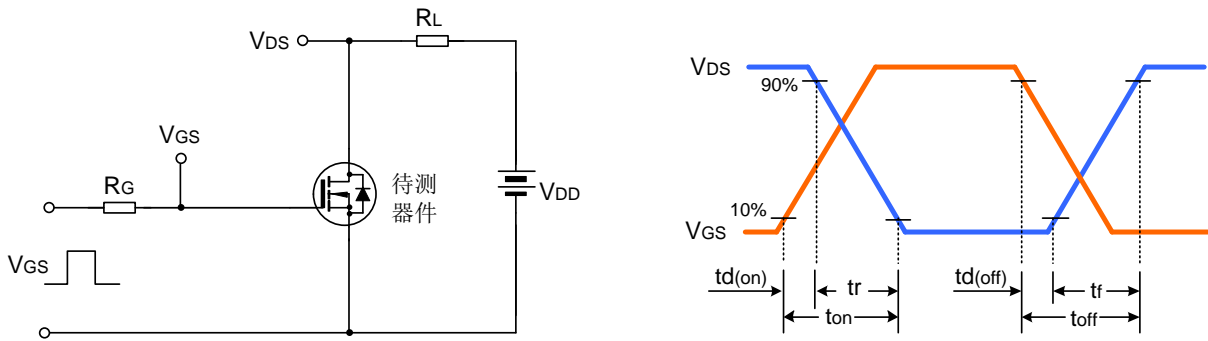 VDS
RL
VGS
RG
待测
器件
VDD
VGS
VDS
90%
10%
VGS
td(on)
tr
ton
td(off)
tf
toff